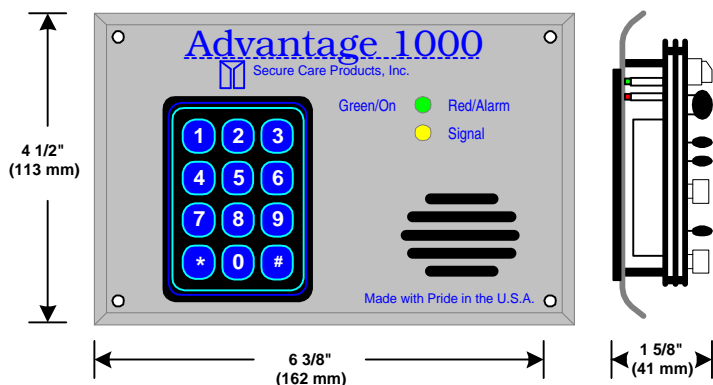 Advantage 1000
Secure Care Products, Inc.
Green/On Red/Alarm
Signal
1 2 3
4 5 6
7 8 9
* 0 #
Made with Pride in the U.S.A.
4 1/2"
(113 mm)
6 3/8"
(162 mm)
1 5/8"
(41 mm)